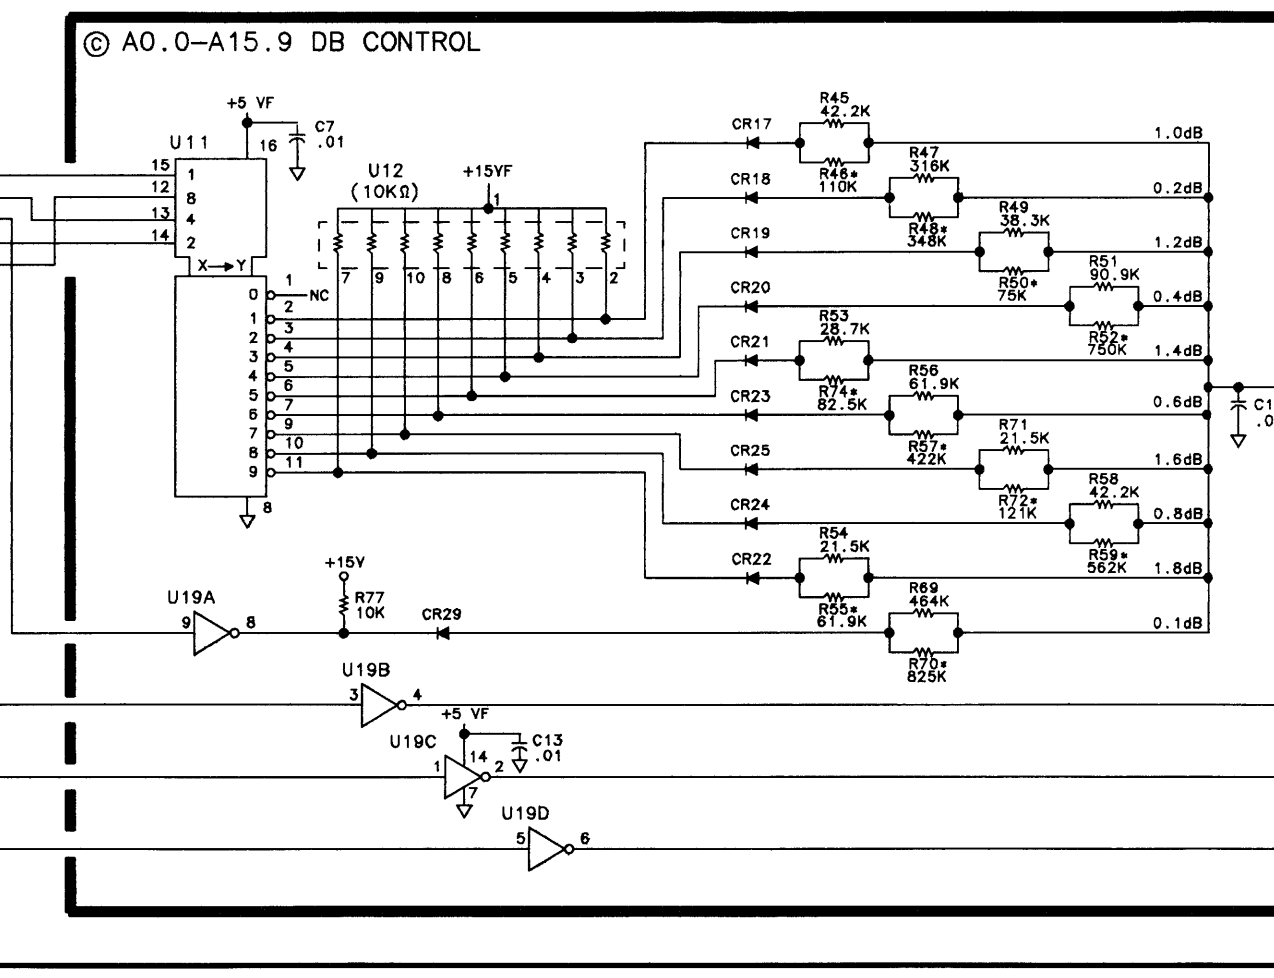 © A0.0–A15.9 DB CONTROL
+5 VF
C7
.01
U11
16
15
1
12
8
13
4
14
2
X→Y
U12
(10KΩ)
+15VF
1
7
9
10
8
6
5
4
3
2
0
1
NC
1
2
2
3
3
4
4
5
5
6
6
7
7
9
8
10
9
11
8
CR17
R45
42.2K
R46*
110K
1.0dB
CR18
R47
316K
R48*
348K
0.2dB
CR19
R49
38.3K
R50*
75K
1.2dB
CR20
R51
90.9K
R52*
750K
0.4dB
CR21
R53
28.7K
R74*
82.5K
1.4dB
CR23
R56
61.9K
R57*
422K
0.6dB
CR25
R71
21.5K
R72*
121K
1.6dB
CR24
R58
42.2K
R59*
562K
0.8dB
CR22
R54
21.5K
R55*
61.9K
1.8dB
R69
464K
R70*
825K
0.1dB
C1
.0
+15V
R77
10K
CR29
U19A
9
8
U19B
3
4
+5 VF
U19C
C13
.01
14
1
2
7
U19D
5
6